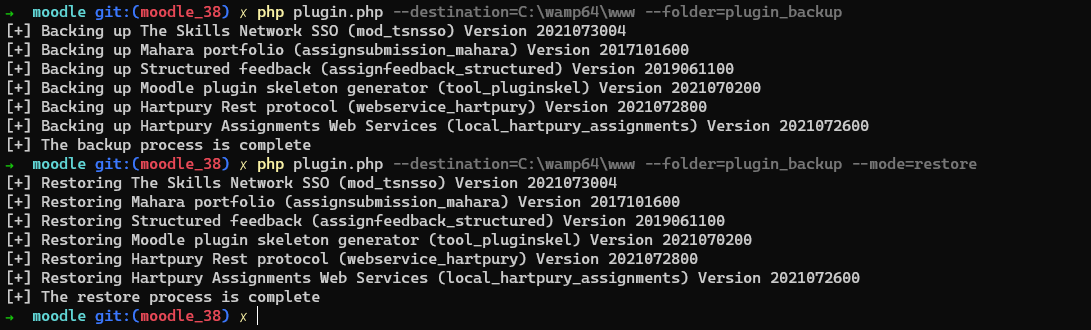 → moodle git:(moodle_38) ✗ php plugin.php --destination=C:\wamp64\www --folder=plugin_backup
[+] Backing up The Skills Network SSO (mod_tsnsso) Version 2021073004
[+] Backing up Mahara portfolio (assignsubmission_mahara) Version 2017101600
[+] Backing up Structured feedback (assignfeedback_structured) Version 2019061100
[+] Backing up Moodle plugin skeleton generator (tool_pluginskel) Version 2021070200
[+] Backing up Hartpury Rest protocol (webservice_hartpury) Version 2021072800
[+] Backing up Hartpury Assignments Web Services (local_hartpury_assignments) Version 2021072600
[+] The backup process is complete
→ moodle git:(moodle_38) ✗ php plugin.php --destination=C:\wamp64\www --folder=plugin_backup --mode=restore
[+] Restoring The Skills Network SSO (mod_tsnsso) Version 2021073004
[+] Restoring Mahara portfolio (assignsubmission_mahara) Version 2017101600
[+] Restoring Structured feedback (assignfeedback_structured) Version 2019061100
[+] Restoring Moodle plugin skeleton generator (tool_pluginskel) Version 2021070200
[+] Restoring Hartpury Rest protocol (webservice_hartpury) Version 2021072800
[+] Restoring Hartpury Assignments Web Services (local_hartpury_assignments) Version 2021072600
[+] The restore process is complete
→ moodle git:(moodle_38) ✗